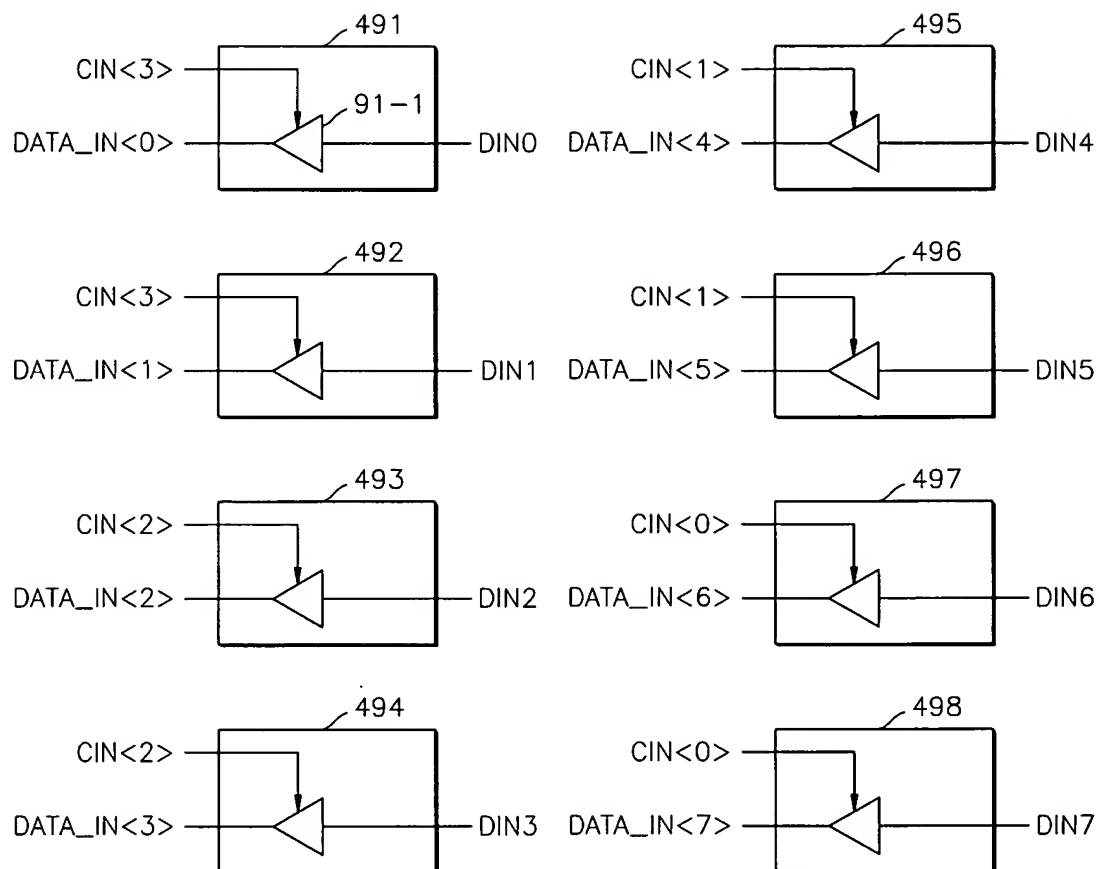 491
CIN<3>
91-1
DATA_IN<0>
DIN0
495
CIN<1>
DATA_IN<4>
DIN4
492
CIN<3>
DATA_IN<1>
DIN1
496
CIN<1>
DATA_IN<5>
DIN5
493
CIN<2>
DATA_IN<2>
DIN2
497
CIN<0>
DATA_IN<6>
DIN6
494
CIN<2>
DATA_IN<3>
DIN3
498
CIN<0>
DATA_IN<7>
DIN7